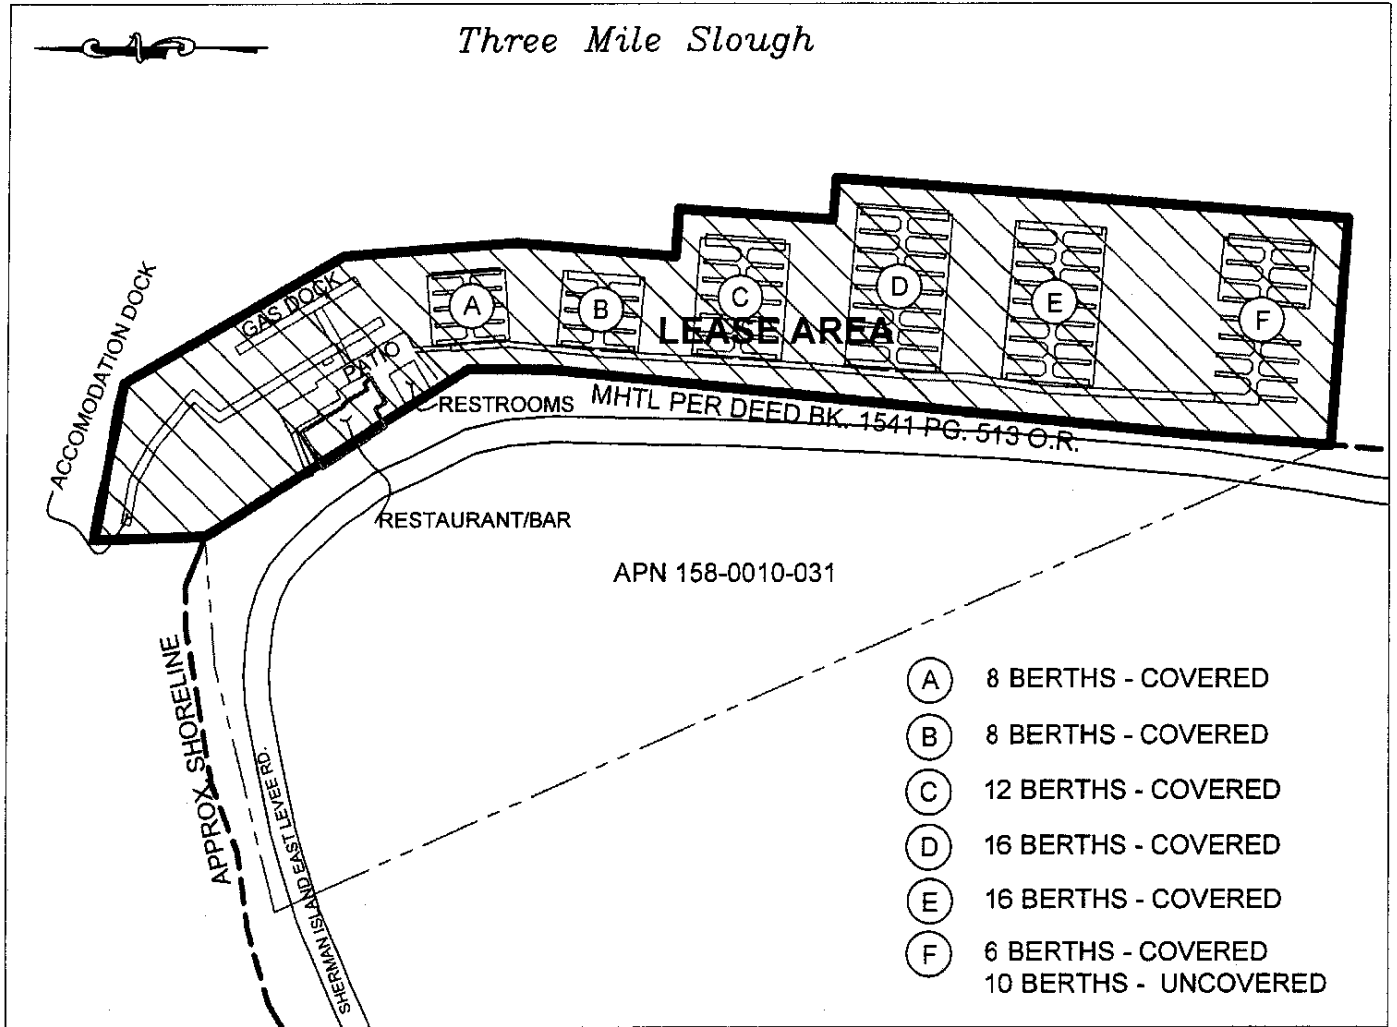 Three Mile Slough
ACCOMODATION DOCK
GAS DOCK
PATIO
A
B
C
D
E
F
LEASE AREA
RESTROOMS
MHTL PER DEED BK. 1541 PG. 513 O.R.
RESTAURANT/BAR
APN 158-0010-031
APPROX. SHORELINE
SHERMAN ISLAND EAST LEVEE RD.
A 8 BERTHS - COVERED
B 8 BERTHS - COVERED
C 12 BERTHS - COVERED
D 16 BERTHS - COVERED
E 16 BERTHS - COVERED
F 6 BERTHS - COVERED
10 BERTHS - UNCOVERED